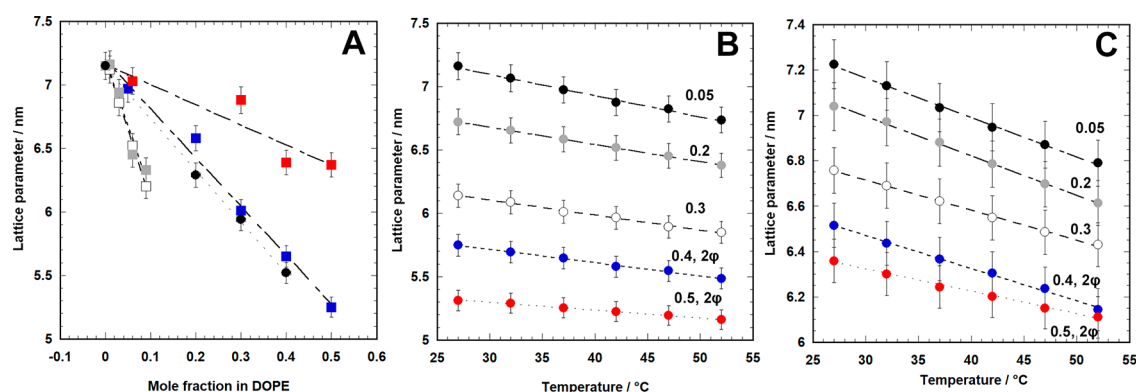 A
Lattice parameter / nm
8
7.5
7
6.5
6
5.5
5
-0.1 0 0.1 0.2 0.3 0.4 0.5 0.6
Mole fraction in DOPE
B
Lattice parameter / nm
7.5
7
6.5
6
5.5
5
0.05
0.2
0.3
0.4, 2φ
0.5, 2φ
25 30 35 40 45 50 55
Temperature / °C
C
Lattice parameter / nm
7.4
7.2
7
6.8
6.6
6.4
6.2
6
0.05
0.2
0.3
0.4, 2φ
0.5, 2φ
25 30 35 40 45 50 55
Temperature / °C